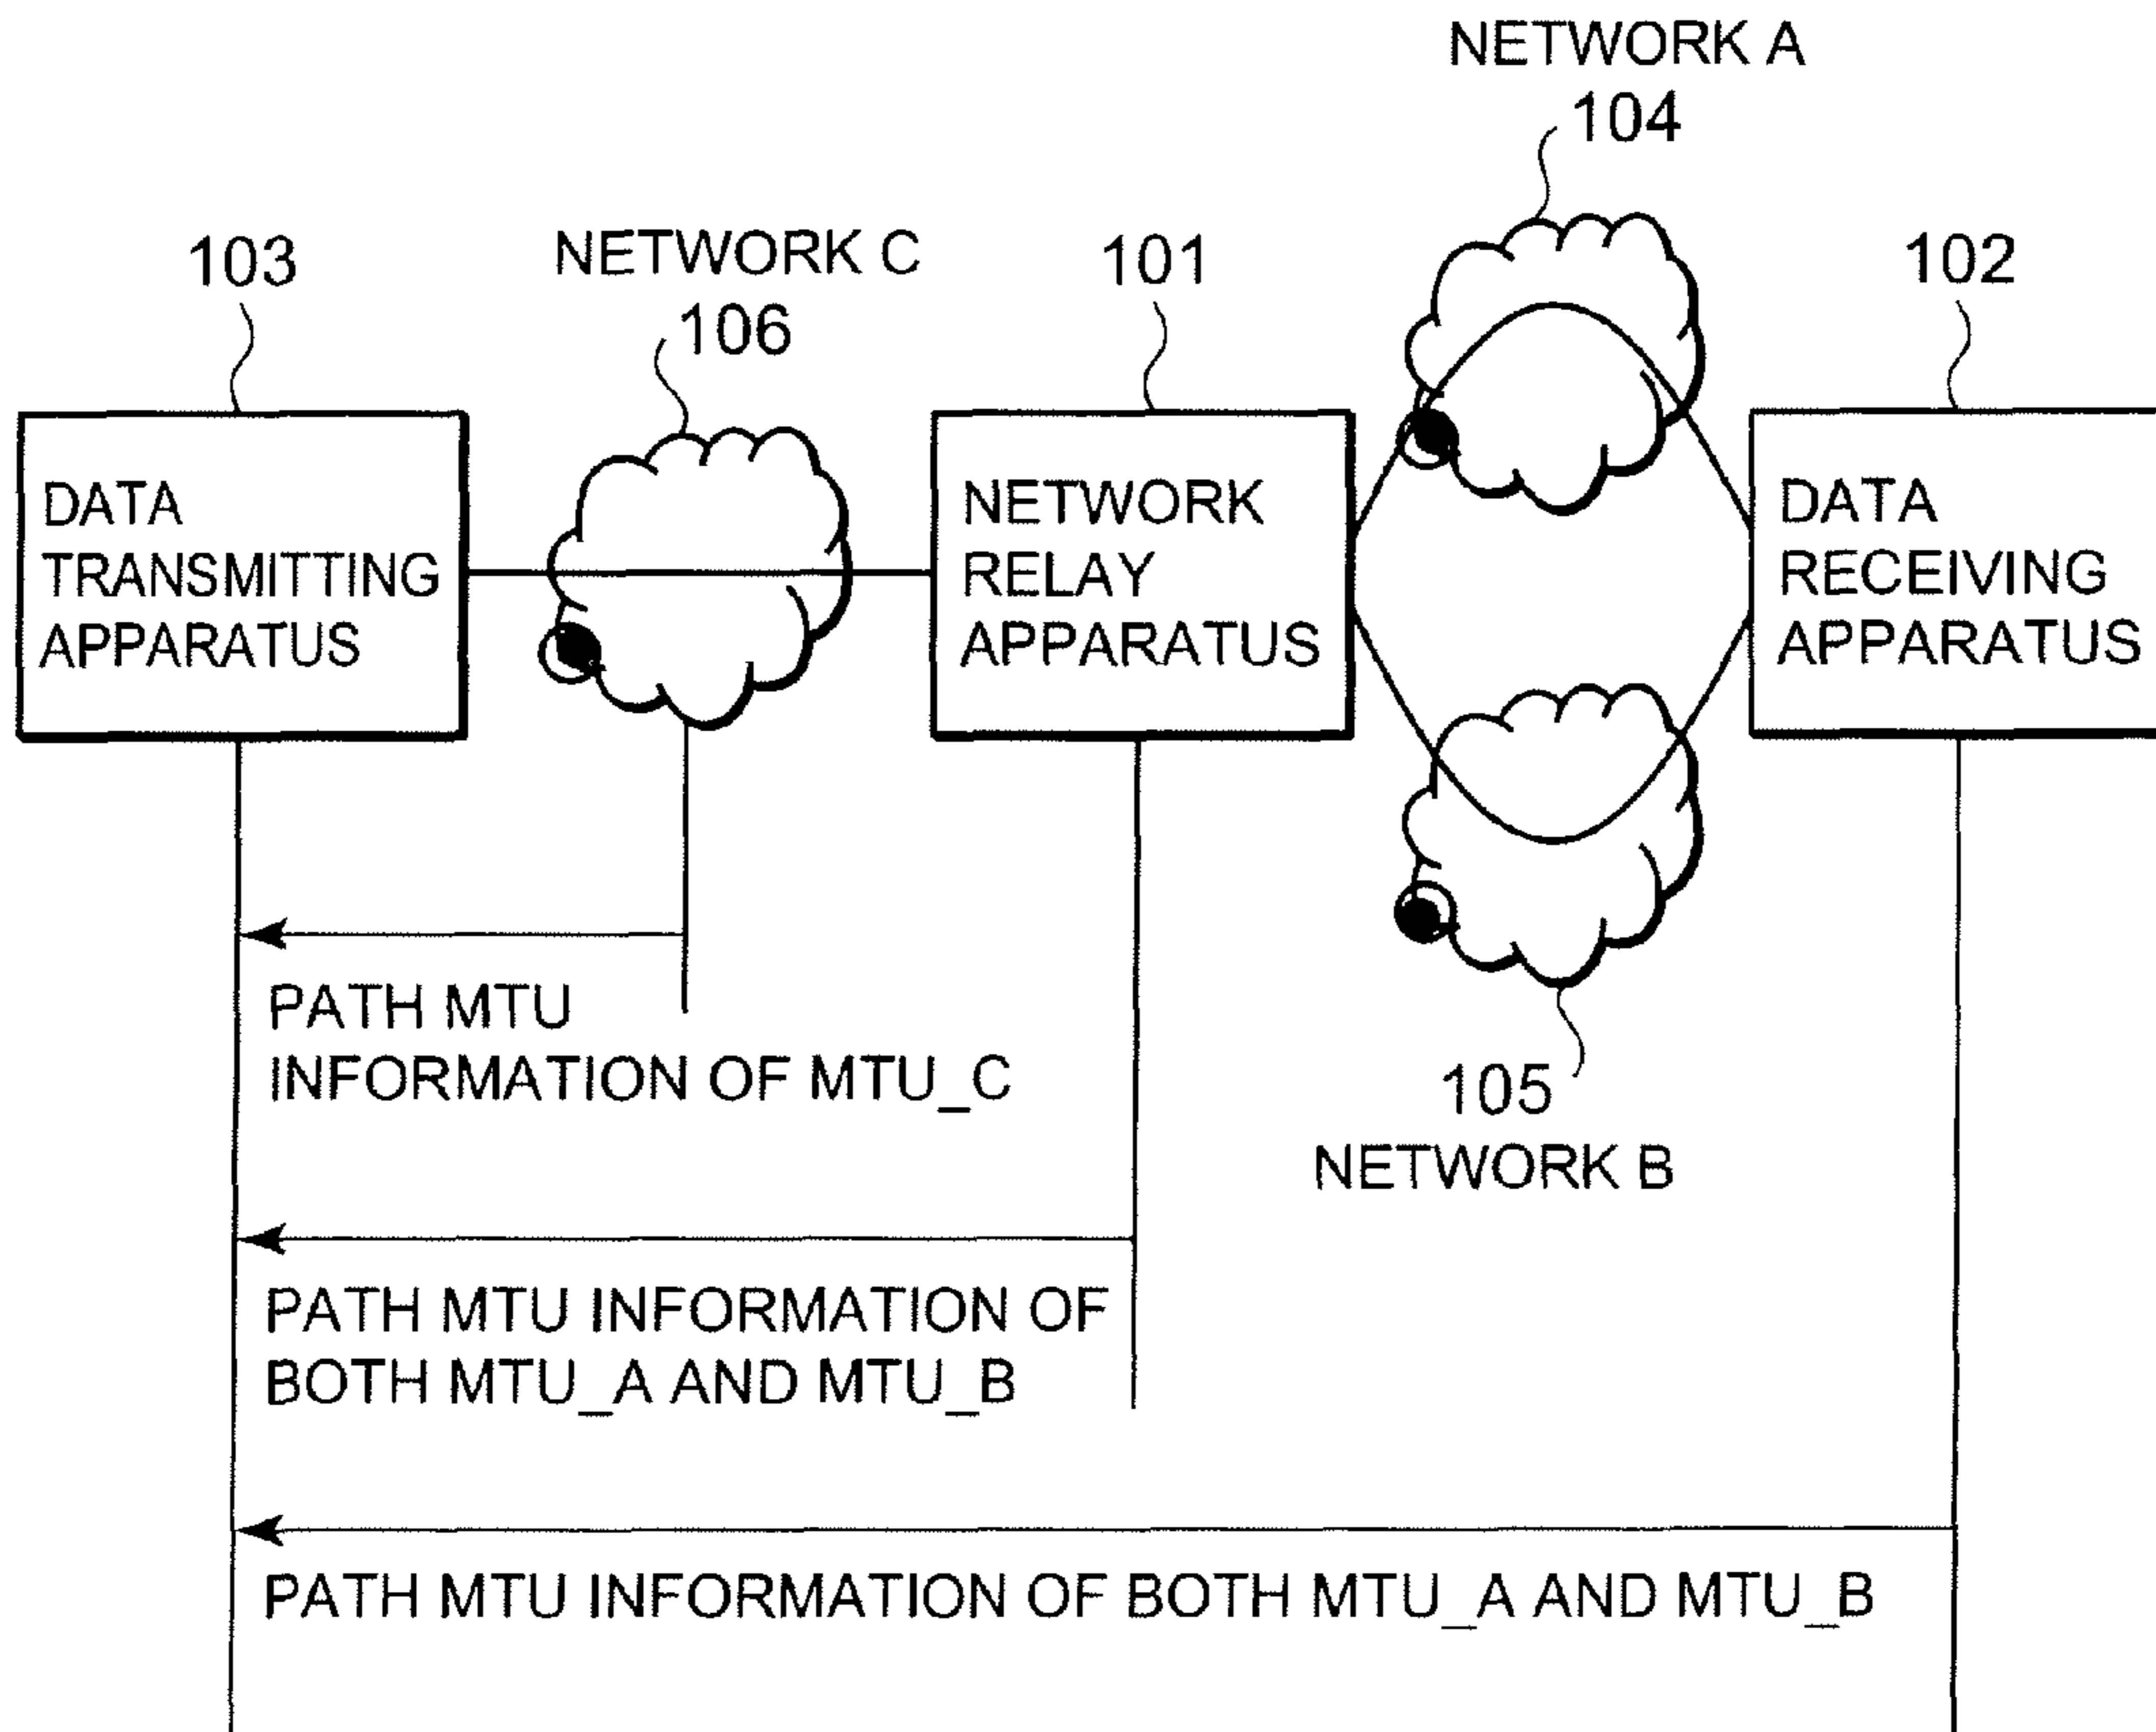 NETWORK A
104
103
NETWORK C
106
101
102
DATA
TRANSMITTING
APPARATUS
NETWORK
RELAY
APPARATUS
DATA
RECEIVING
APPARATUS
PATH MTU
INFORMATION OF MTU_C
105
NETWORK B
PATH MTU INFORMATION OF
BOTH MTU_A AND MTU_B
PATH MTU INFORMATION OF BOTH MTU_A AND MTU_B